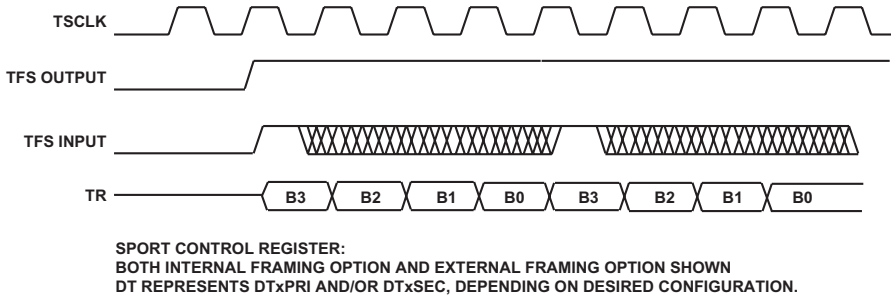 TSCLK
TFS OUTPUT
TFS INPUT
TR B3 B2 B1 B0 B3 B2 B1 B0
SPORT CONTROL REGISTER:
BOTH INTERNAL FRAMING OPTION AND EXTERNAL FRAMING OPTION SHOWN
DT REPRESENTS DTxPRI AND/OR DTxSEC, DEPENDING ON DESIRED CONFIGURATION.